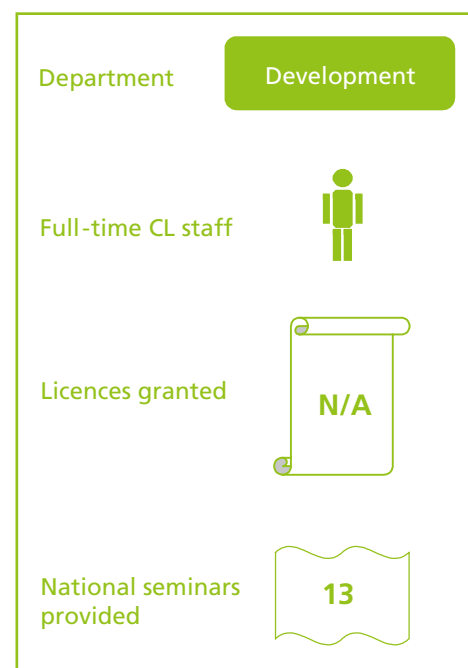 Department Development
Full-time CL staff
Licences granted N/A
National seminars
provided
13